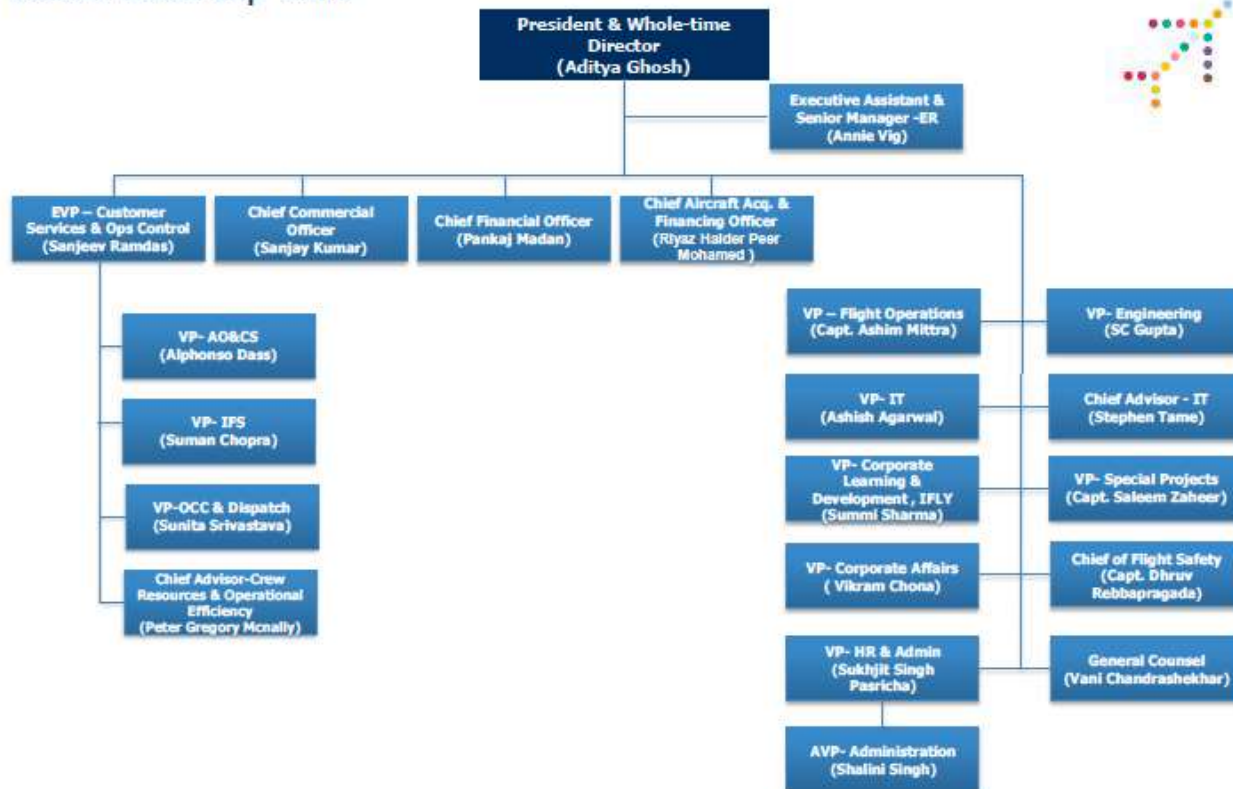 President & Whole-time
Director
(Aditya Ghosh)
Executive Assistant &
Senior Manager -ER
(Annie Vig)
EVP – Customer
Services & Ops Control
(Sanjeev Ramdas)
Chief Commercial
Officer
(Sanjay Kumar)
Chief Financial Officer
(Pankaj Madan)
Chief Aircraft Acq. &
Financing Officer
(Riyaz Haider Peer
Mohamed )
VP- AO&CS
(Alphonso Dass)
VP- IFS
(Suman Chopra)
VP-OCC & Dispatch
(Sunita Srivastava)
Chief Advisor-Crew
Resources & Operational
Efficiency
(Peter Gregory Mcnally)
VP – Flight Operations
(Capt. Ashim Mittra)
VP- Engineering
(SC Gupta)
VP- IT
(Ashish Agarwal)
Chief Advisor - IT
(Stephen Tame)
VP- Corporate
Learning &
Development , IFLY
(Summi Sharma)
VP- Special Projects
(Capt. Saleem Zaheer)
VP- Corporate Affairs
( Vikram Chona)
Chief of Flight Safety
(Capt. Dhruv
Rebbapragada)
VP- HR & Admin
(Sukhjit Singh
Pasricha)
General Counsel
(Vani Chandrashekhar)
AVP- Administration
(Shalini Singh)